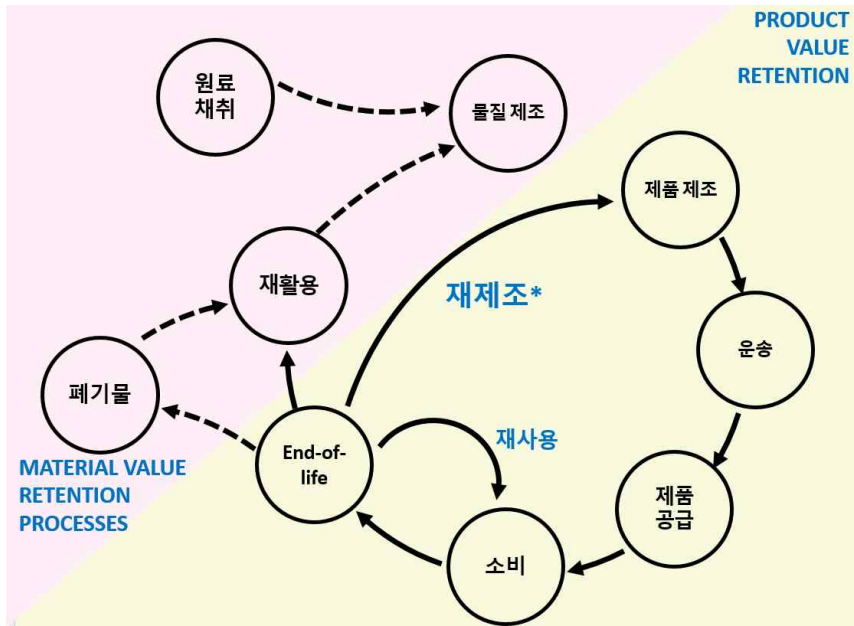 PRODUCT
VALUE
RETENTION
원료
채취
물질 제조
제품 제조
재활용
재제조*
운송
폐기물
End-of-
life
재사용
MATERIAL VALUE
RETENTION
PROCESSES
제품
공급
소비